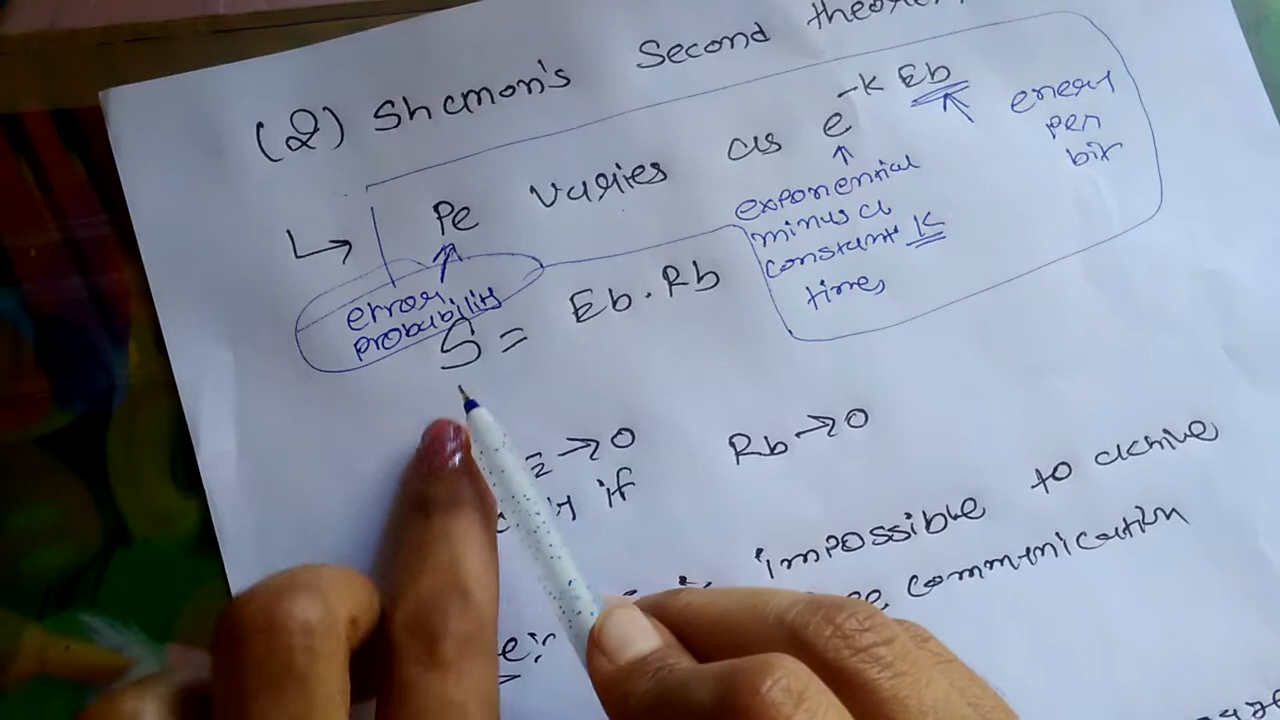 (2) Shannon's Second
Pe varies as e^-K Eb
energy
per
bit
exponential
minus a
constant K
times
error
probability
S = Eb.Rb
→0 Rb→0
if
impossible to achive
communication